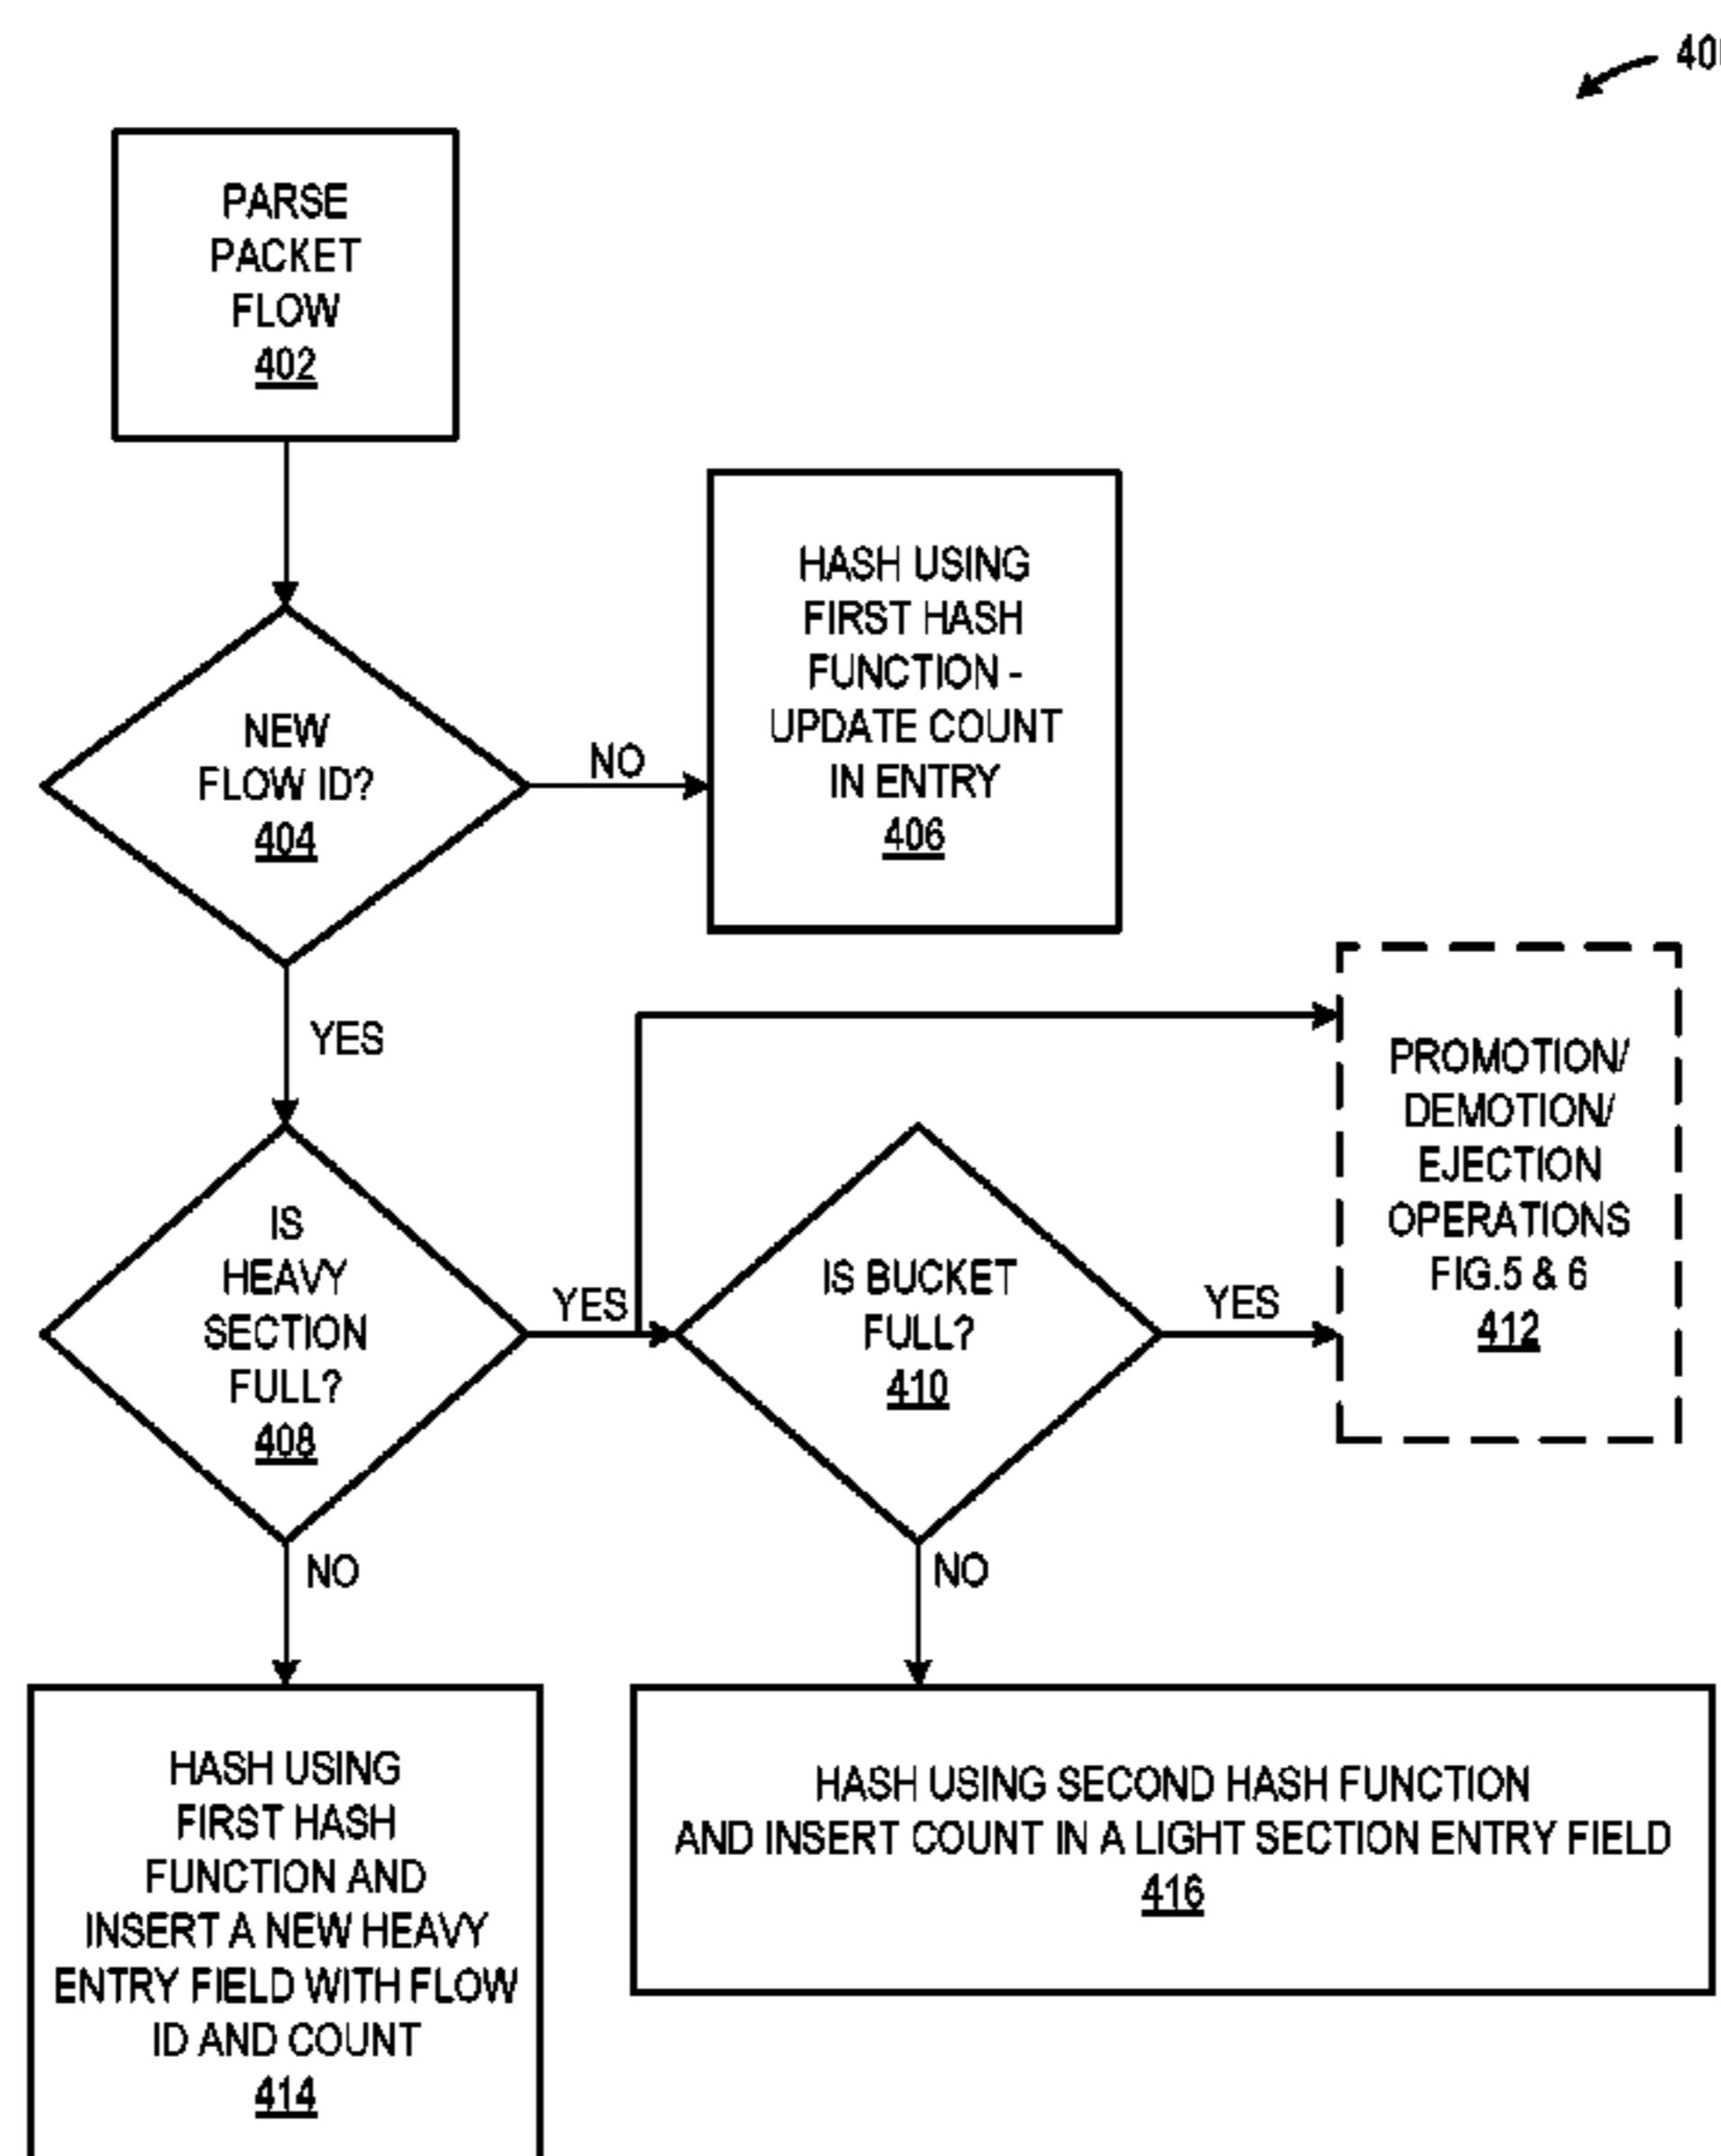 PARSE
PACKET
FLOW
402
NEW
FLOW ID?
404
NO
HASH USING
FIRST HASH
FUNCTION -
UPDATE COUNT
IN ENTRY
406
YES
IS
HEAVY
SECTION
FULL?
408
YES
IS BUCKET
FULL?
410
YES
PROMOTION/
DEMOTION/
EJECTION
OPERATIONS
FIG.5 & 6
412
NO
NO
HASH USING
FIRST HASH
FUNCTION AND
INSERT A NEW HEAVY
ENTRY FIELD WITH FLOW
ID AND COUNT
414
HASH USING SECOND HASH FUNCTION
AND INSERT COUNT IN A LIGHT SECTION ENTRY FIELD
416